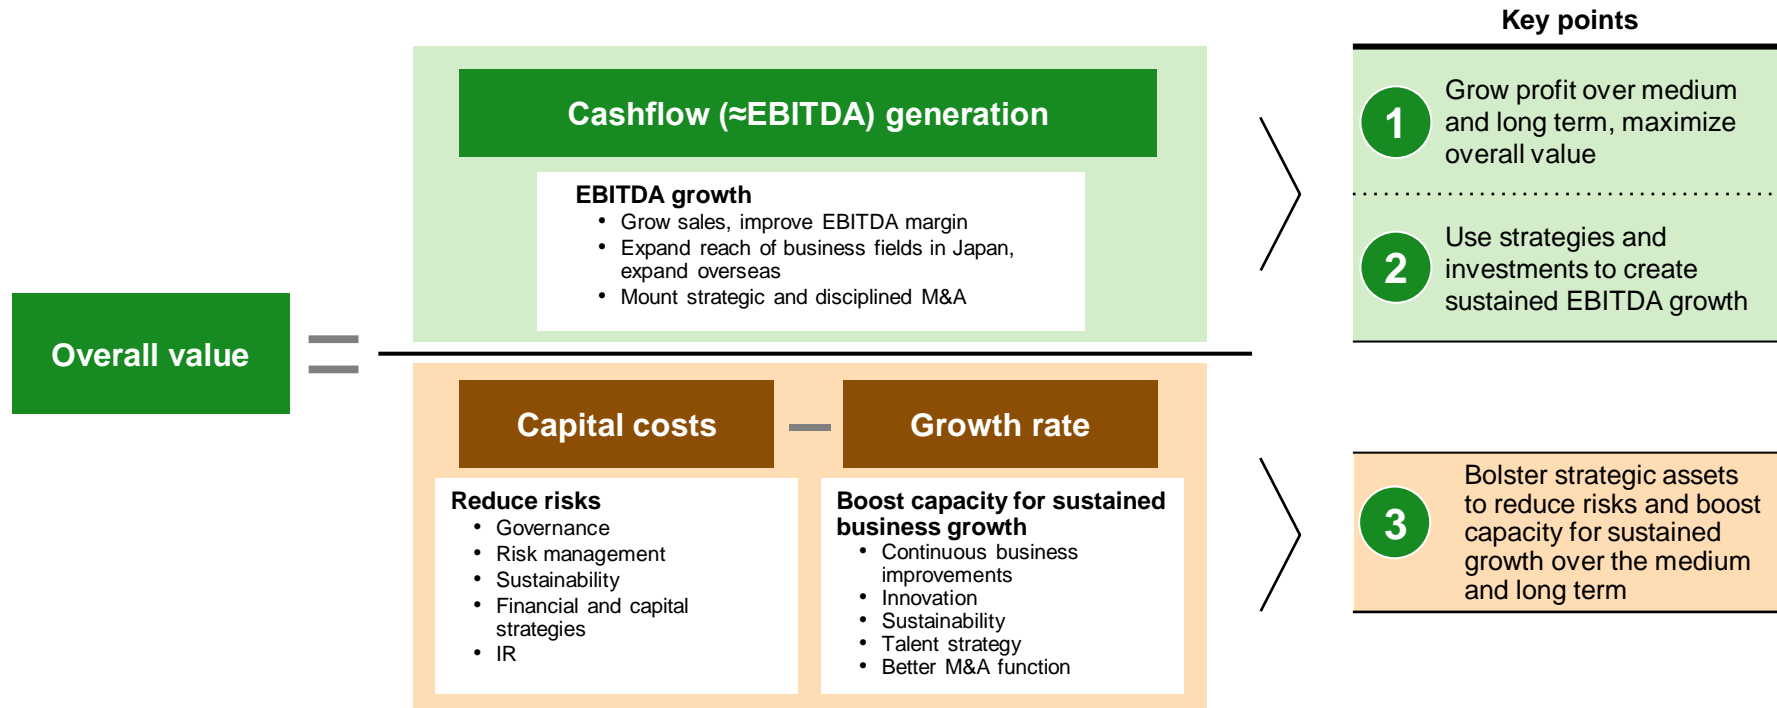 Key points
Cashflow (≈EBITDA) generation
EBITDA growth
• Grow sales, improve EBITDA margin
• Expand reach of business fields in Japan,
expand overseas
• Mount strategic and disciplined M&A
1
Grow profit over medium
and long term, maximize
overall value
2
Use strategies and
investments to create
sustained EBITDA growth
Overall value
=
Capital costs
—
Growth rate
Reduce risks
• Governance
• Risk management
• Sustainability
• Financial and capital
strategies
• IR
Boost capacity for sustained
business growth
• Continuous business
improvements
• Innovation
• Sustainability
• Talent strategy
• Better M&A function
3
Bolster strategic assets
to reduce risks and boost
capacity for sustained
growth over the medium
and long term